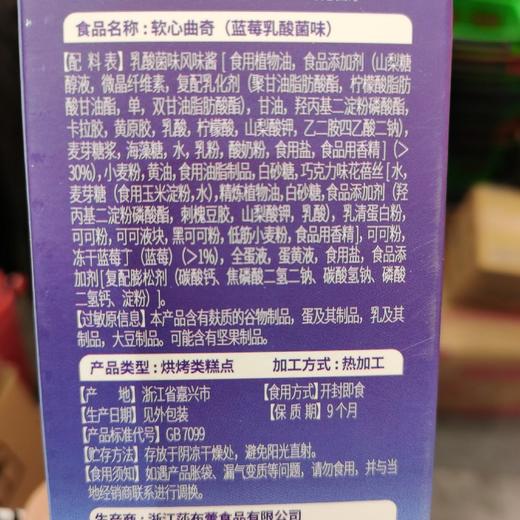 食品名称：软心曲奇（蓝莓乳酸菌味）
【配 料 表】乳酸菌味风味酱[食用植物油，食品添加剂（山梨糖
醇液，微晶纤维素，复配乳化剂（聚甘油脂肪酸酯，柠檬酸脂肪
酸甘油酯，单，双甘油脂肪酸酯），甘油，羟丙基二淀粉磷酸酯，
卡拉胶，黄原胶，乳酸，柠檬酸，山梨酸钾，乙二胺四乙酸二钠），
麦芽糖浆，海藻糖，水，乳粉，酸奶粉，食用盐，食品用香精]（>
30%），小麦粉，黄油，食用油脂制品，白砂糖，巧克力味花蓓丝[水，
麦芽糖（食用玉米淀粉，水），精炼植物油，白砂糖，食品添加剂（羟
丙基二淀粉磷酸酯，刺槐豆胶，山梨酸钾，乳酸），乳清蛋白粉，
可可粉，可可液块，黑可可粉，低筋小麦粉，食品用香精]，可可粉，
冻干蓝莓丁（蓝莓）（>1%），全蛋液，蛋黄液，食用盐，食品添
加剂[复配膨松剂（碳酸钙、焦磷酸二氢二钠、碳酸氢钠、磷酸
二氢钙、淀粉）]。
【过敏原信息】本产品含有麸质的谷物制品，蛋及其制品，乳及其
制品，大豆制品。可能含有坚果制品。
产品类型：烘烤类糕点 加工方式：热加工
【产 地】浙江省嘉兴市 【食用方式】开封即食
【生产日期】见外包装 【保 质 期】9个月
【产品标准代号】GB 7099
【贮存方法】存放于阴凉干燥处，避免阳光直射。
【食用须知】如遇产品胀袋、漏气变质等问题，请勿食用，并与当
地经销商联系进行调换。
生产商：浙江莎布蕾食品有限公司